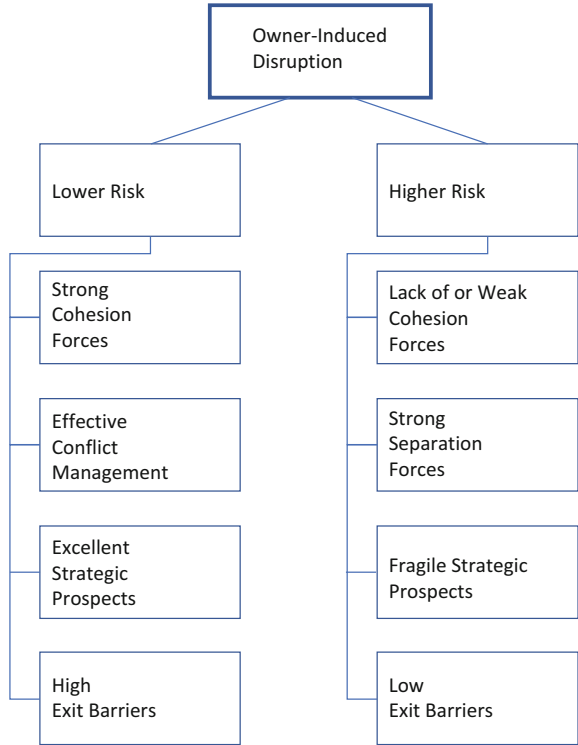 Owner-Induced
Disruption
Lower Risk
Strong
Cohesion
Forces
Effective
Conflict
Management
Excellent
Strategic
Prospects
High
Exit Barriers
Higher Risk
Lack of or Weak
Cohesion
Forces
Strong
Separation
Forces
Fragile Strategic
Prospects
Low
Exit Barriers